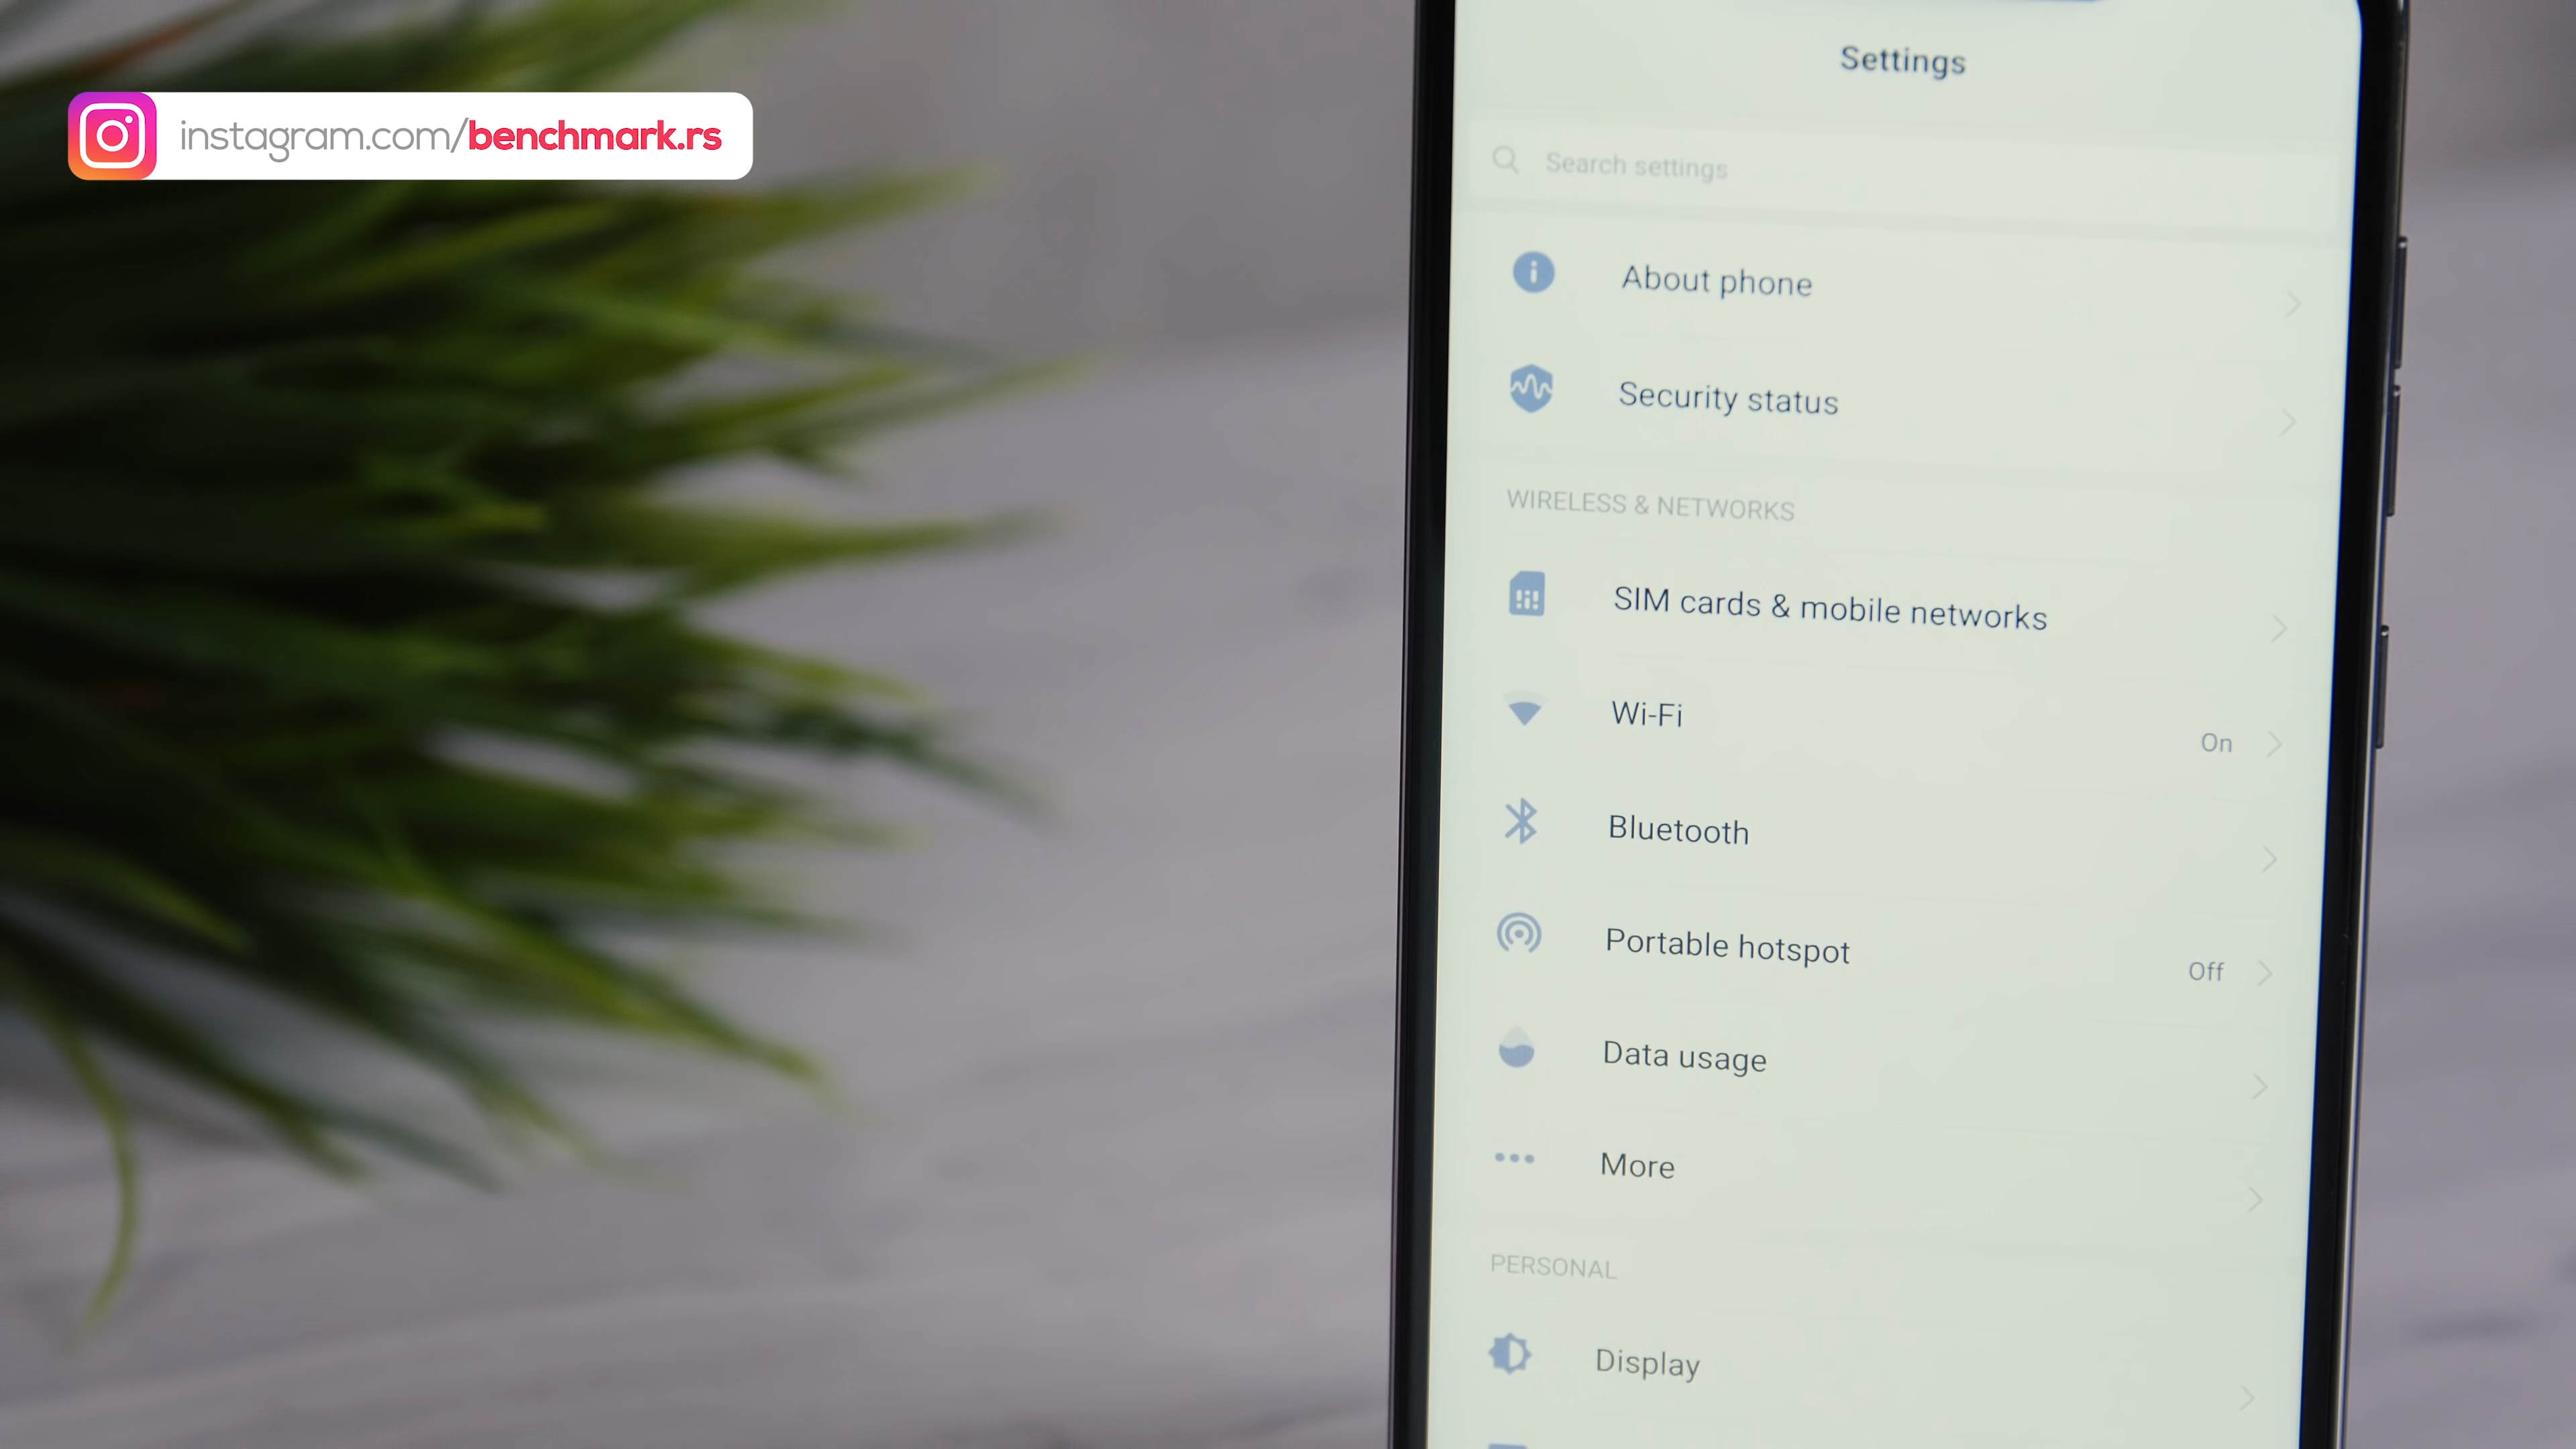 instagram.com/benchmark.rs
Settings
Search settings
About phone
Security status
WIRELESS & NETWORKS
SIM cards & mobile networks
Wi-Fi
On
Bluetooth
Portable hotspot
Off
Data usage
More
PERSONAL
Display